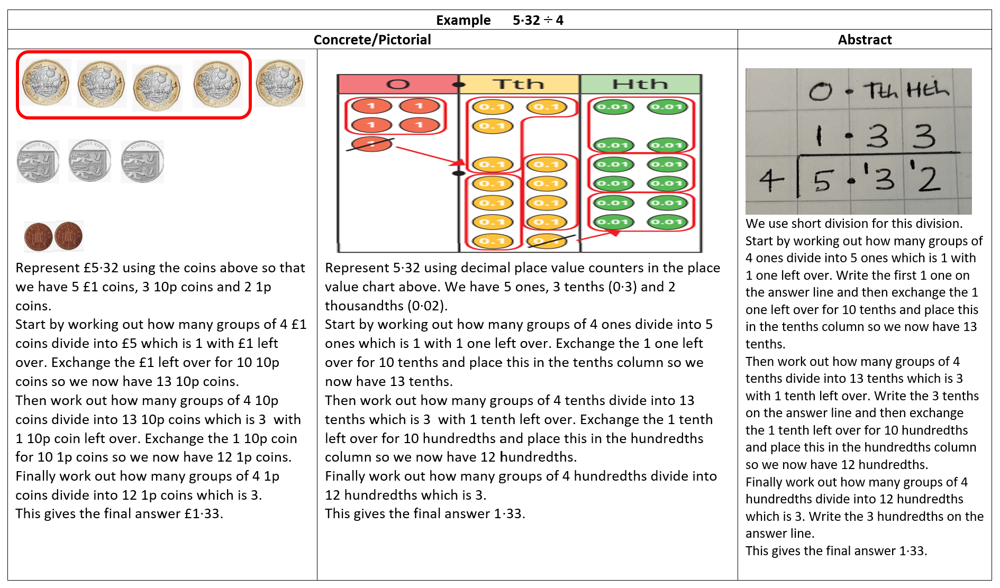 Example 5·32 ÷ 4
Concrete/Pictorial
Abstract
Represent £5·32 using the coins above so that
we have 5 £1 coins, 3 10p coins and 2 1p
coins.
Start by working out how many groups of 4 £1
coins divide into £5 which is 1 with £1 left
over. Exchange the £1 left over for 10 10p
coins so we now have 13 10p coins.
Then work out how many groups of 4 10p
coins divide into 13 10p coins which is 3 with
1 10p coin left over. Exchange the 1 10p coin
for 10 1p coins so we now have 12 1p coins.
Finally work out how many groups of 4 1p
coins divide into 12 1p coins which is 3.
This gives the final answer £1·33.
O • Tth Hth
1 1 0.1 0.1 0.01 0.01
1 1 0.1
1 0.01 0.01
0.1 0.1 0.01 0.01
0.1 0.1 0.01 0.01
0.1 0.1 0.01 0.01
0.1 0.1 0.01 0.01
0.1 0.1
Represent 5·32 using decimal place value counters in the place
value chart above. We have 5 ones, 3 tenths (0·3) and 2
thousandths (0·02).
Start by working out how many groups of 4 ones divide into 5
ones which is 1 with 1 one left over. Exchange the 1 one left
over for 10 tenths and place this in the tenths column so we
now have 13 tenths.
Then work out how many groups of 4 tenths divide into 13
tenths which is 3 with 1 tenth left over. Exchange the 1 tenth
left over for 10 hundredths and place this in the hundredths
column so we now have 12 hundredths.
Finally work out how many groups of 4 hundredths divide into
12 hundredths which is 3.
This gives the final answer 1·33.
O • Tth Hth
1 • 3 3
4 5 • 13 12
We use short division for this division.
Start by working out how many groups of
4 ones divide into 5 ones which is 1 with
1 one left over. Write the first 1 one on
the answer line and then exchange the 1
one left over for 10 tenths and place this
in the tenths column so we now have 13
tenths.
Then work out how many groups of 4
tenths divide into 13 tenths which is 3
with 1 tenth left over. Write the 3 tenths
on the answer line and then exchange
the 1 tenth left over for 10 hundredths
and place this in the hundredths column
so we now have 12 hundredths.
Finally work out how many groups of 4
hundredths divide into 12 hundredths
which is 3. Write the 3 hundredths on the
answer line.
This gives the final answer 1·33.